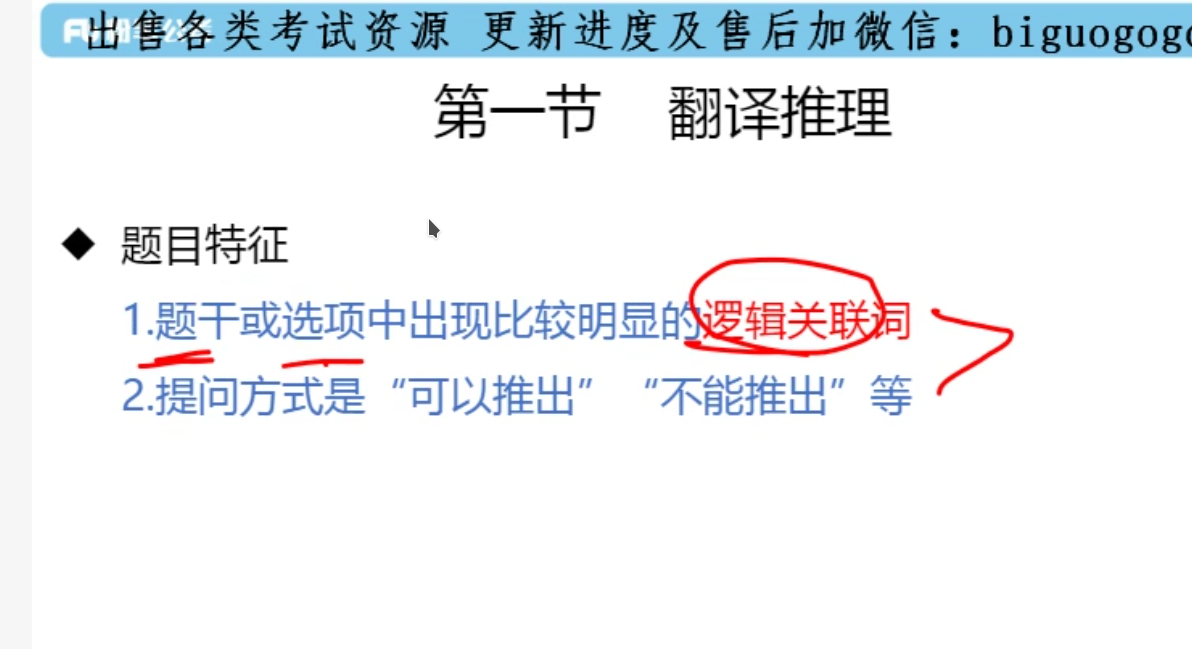 出售各类考试资源 更新进度及售后加微信：biguogogo
第一节 翻译推理
◆ 题目特征
1.题干或选项中出现比较明显的逻辑关联词
2.提问方式是“可以推出”“不能推出”等